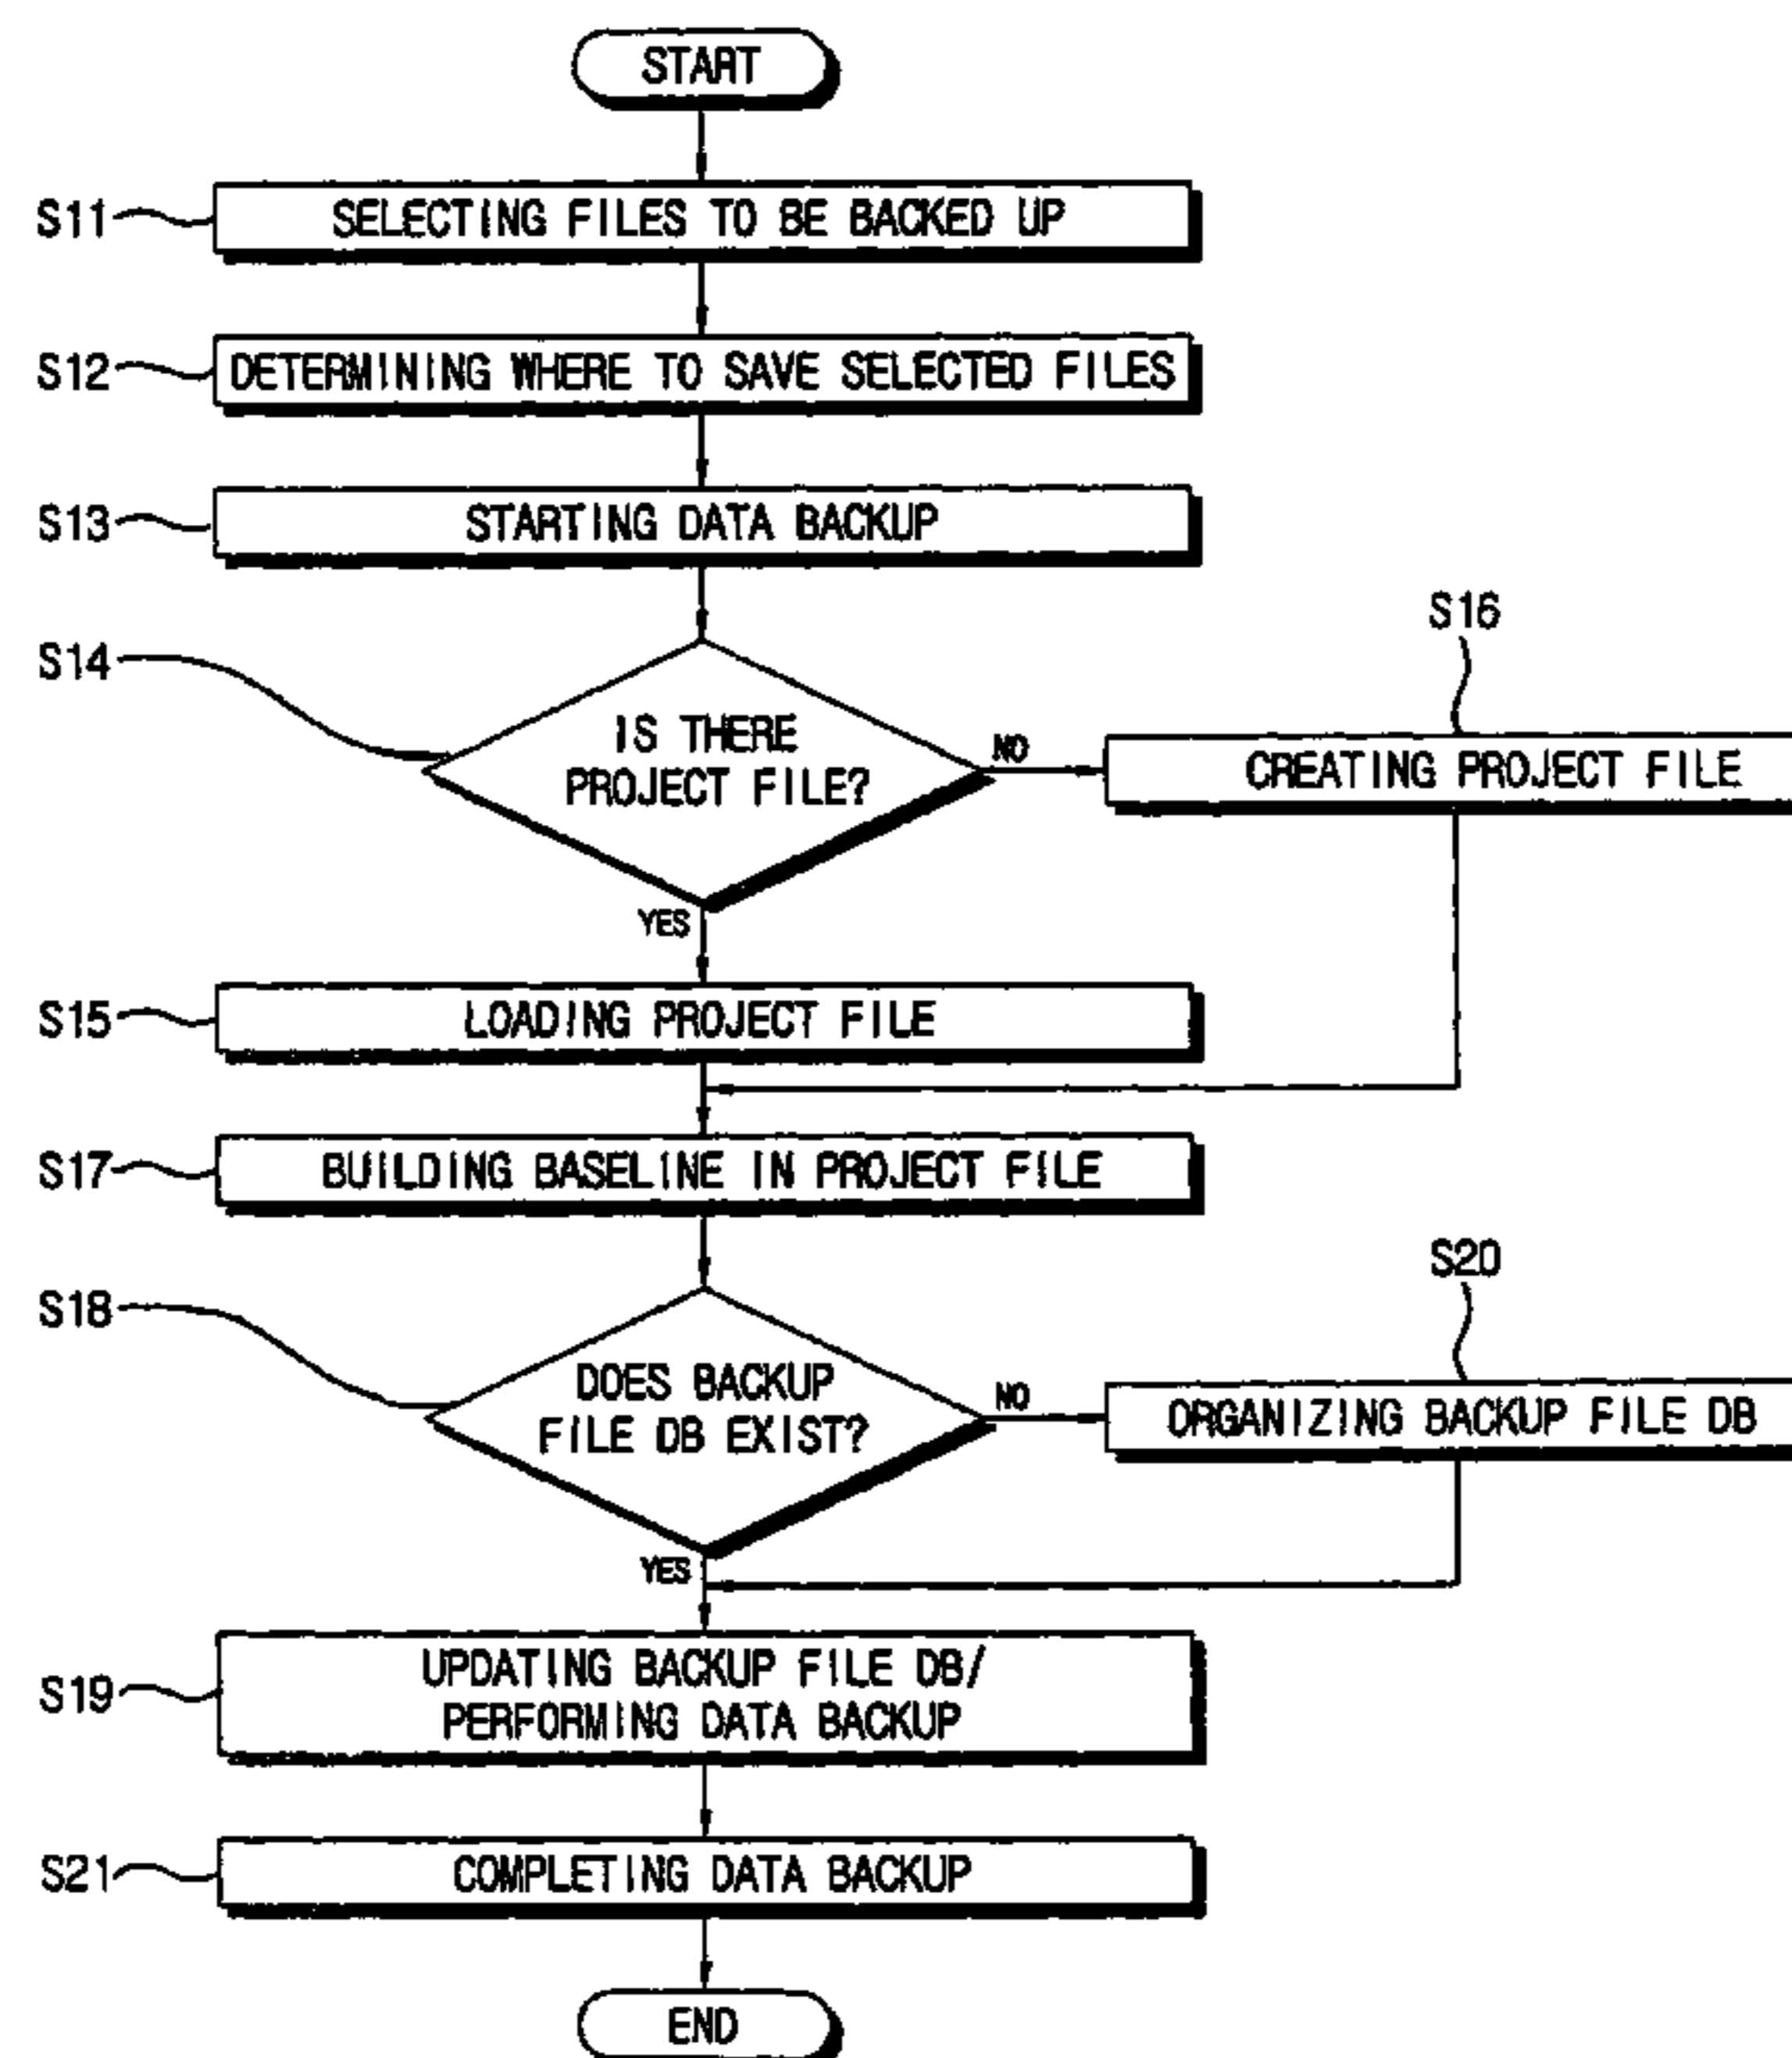 START
S11
SELECTING FILES TO BE BACKED UP
S12
DETERMINING WHERE TO SAVE SELECTED FILES
S13
STARTING DATA BACKUP
S14
IS THERE
PROJECT FILE?
NO
S16
CREATING PROJECT FILE
YES
S15
LOADING PROJECT FILE
S17
BUILDING BASELINE IN PROJECT FILE
S18
DOES BACKUP
FILE DB EXIST?
NO
S20
ORGANIZING BACKUP FILE DB
YES
S19
UPDATING BACKUP FILE DB/
PERFORMING DATA BACKUP
S21
COMPLETING DATA BACKUP
END